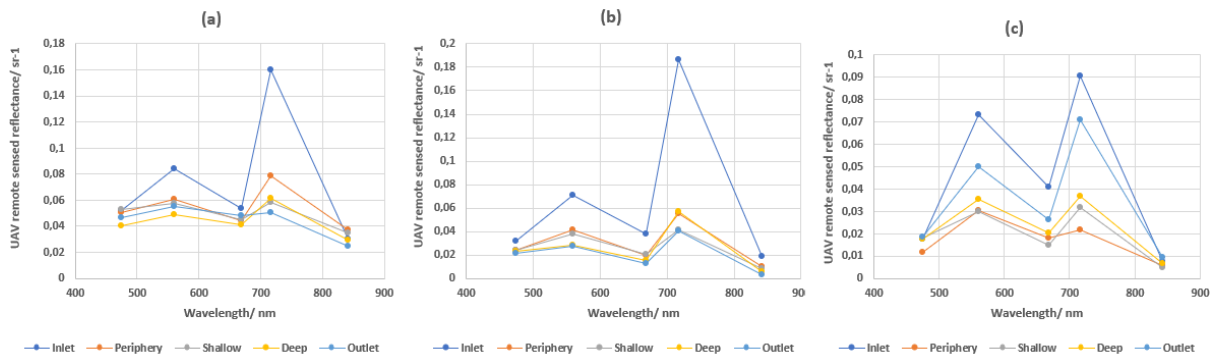 (a)
UAV remote sensed reflectance/ sr-1
0,18
0,16
0,14
0,12
0,1
0,08
0,06
0,04
0,02
0
400 500 600 700 800 900
Wavelength/ nm
Inlet Periphery Shallow Deep Outlet
(b)
UAV remote sensed reflectance/ sr-1
0,2
0,18
0,16
0,14
0,12
0,1
0,08
0,06
0,04
0,02
0
400 500 600 700 800 90
Wavelength/ nm
Inlet Periphery Shallow Deep Outlet
(c)
UAV remote sensed reflectance/ sr-1
0,1
0,09
0,08
0,07
0,06
0,05
0,04
0,03
0,02
0,01
0
400 500 600 700 800 900
Wavelength/ nm
Inlet Periphery Shallow Deep Outlet